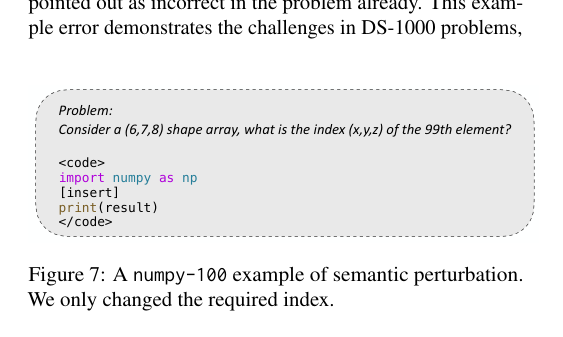 pointed out as incorrect in the problem already. This exam-
ple error demonstrates the challenges in DS-1000 problems,
Problem:
Consider a (6,7,8) shape array, what is the index (x,y,z) of the 99th element?
<code>
import numpy as np
[insert]
print(result)
</code>
Figure 7: A numpy-100 example of semantic perturbation.
We only changed the required index.